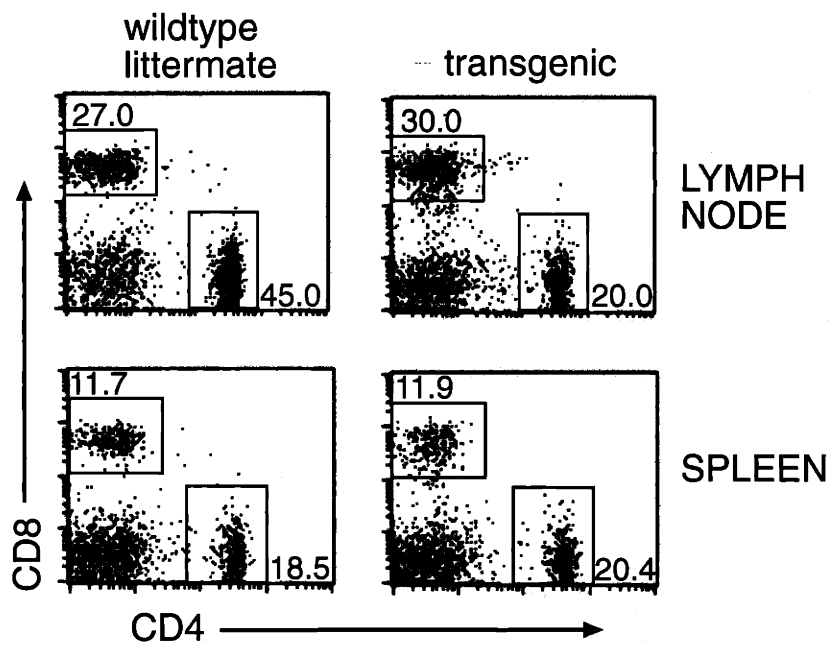 wildtype
littermate
transgenic
27.0
45.0
30.0
20.0
LYMPH
NODE
11.7
18.5
11.9
20.4
SPLEEN
CD8
CD4